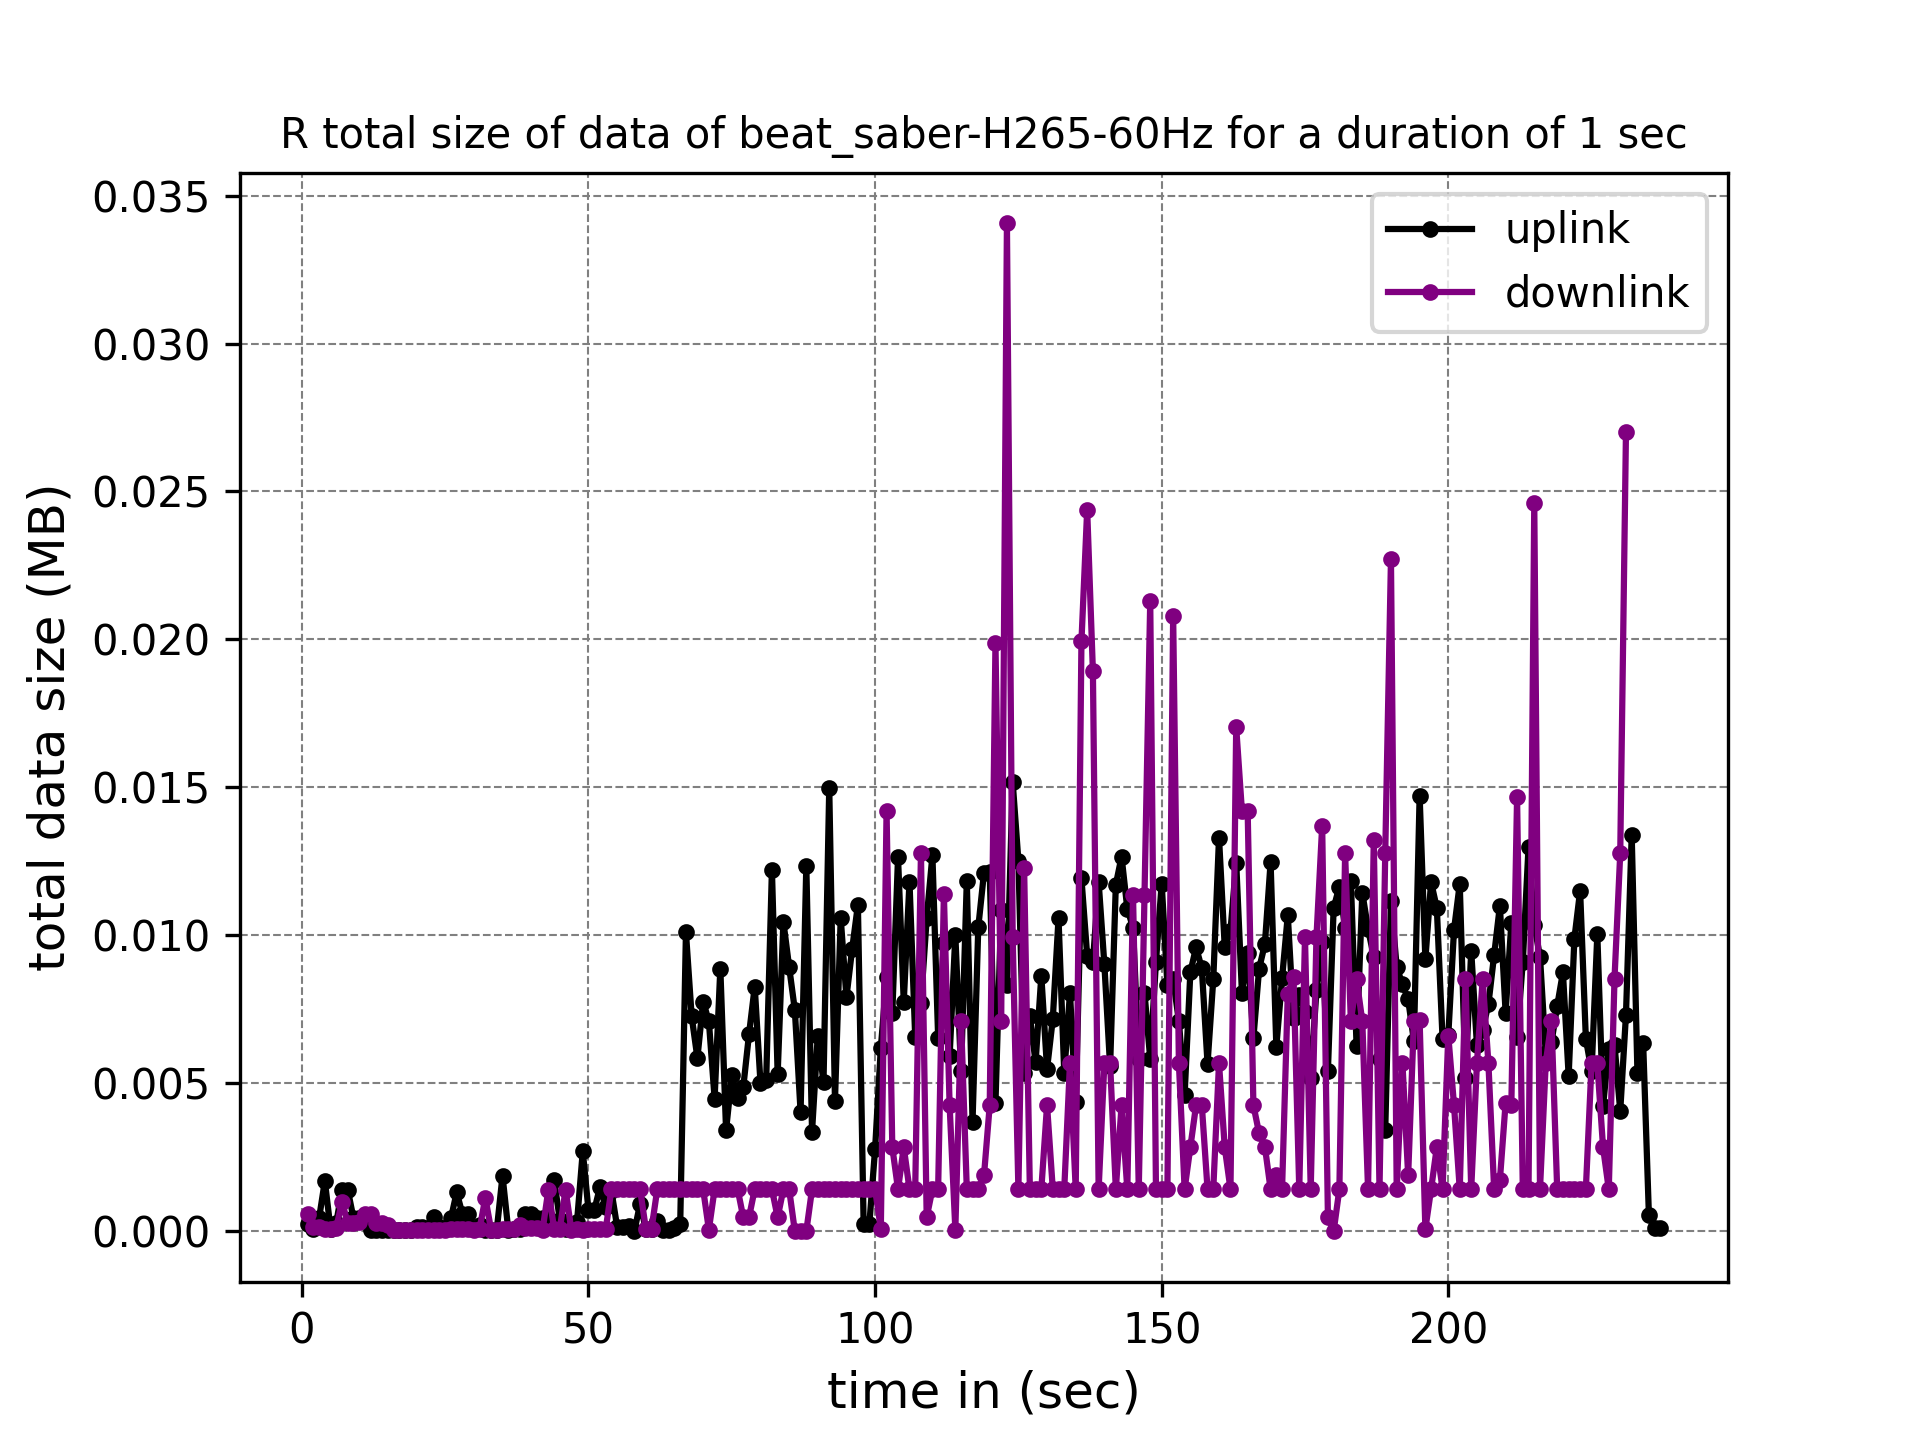 R total size of data of beat_saber-H265-60Hz for a duration of 1 sec
total data size (MB)
0.035
0.030
0.025
0.020
0.015
0.010
0.005
0.000
uplink
downlink
0 50 100 150 200
time in (sec)